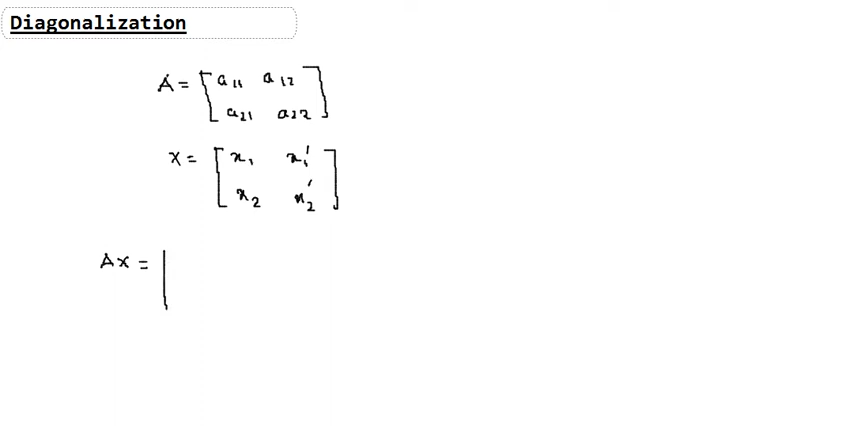 Diagonalization
A = [ a11 a12
a21 a22 ]
X = [ x1 x1'
x2 x2' ]
AX = [